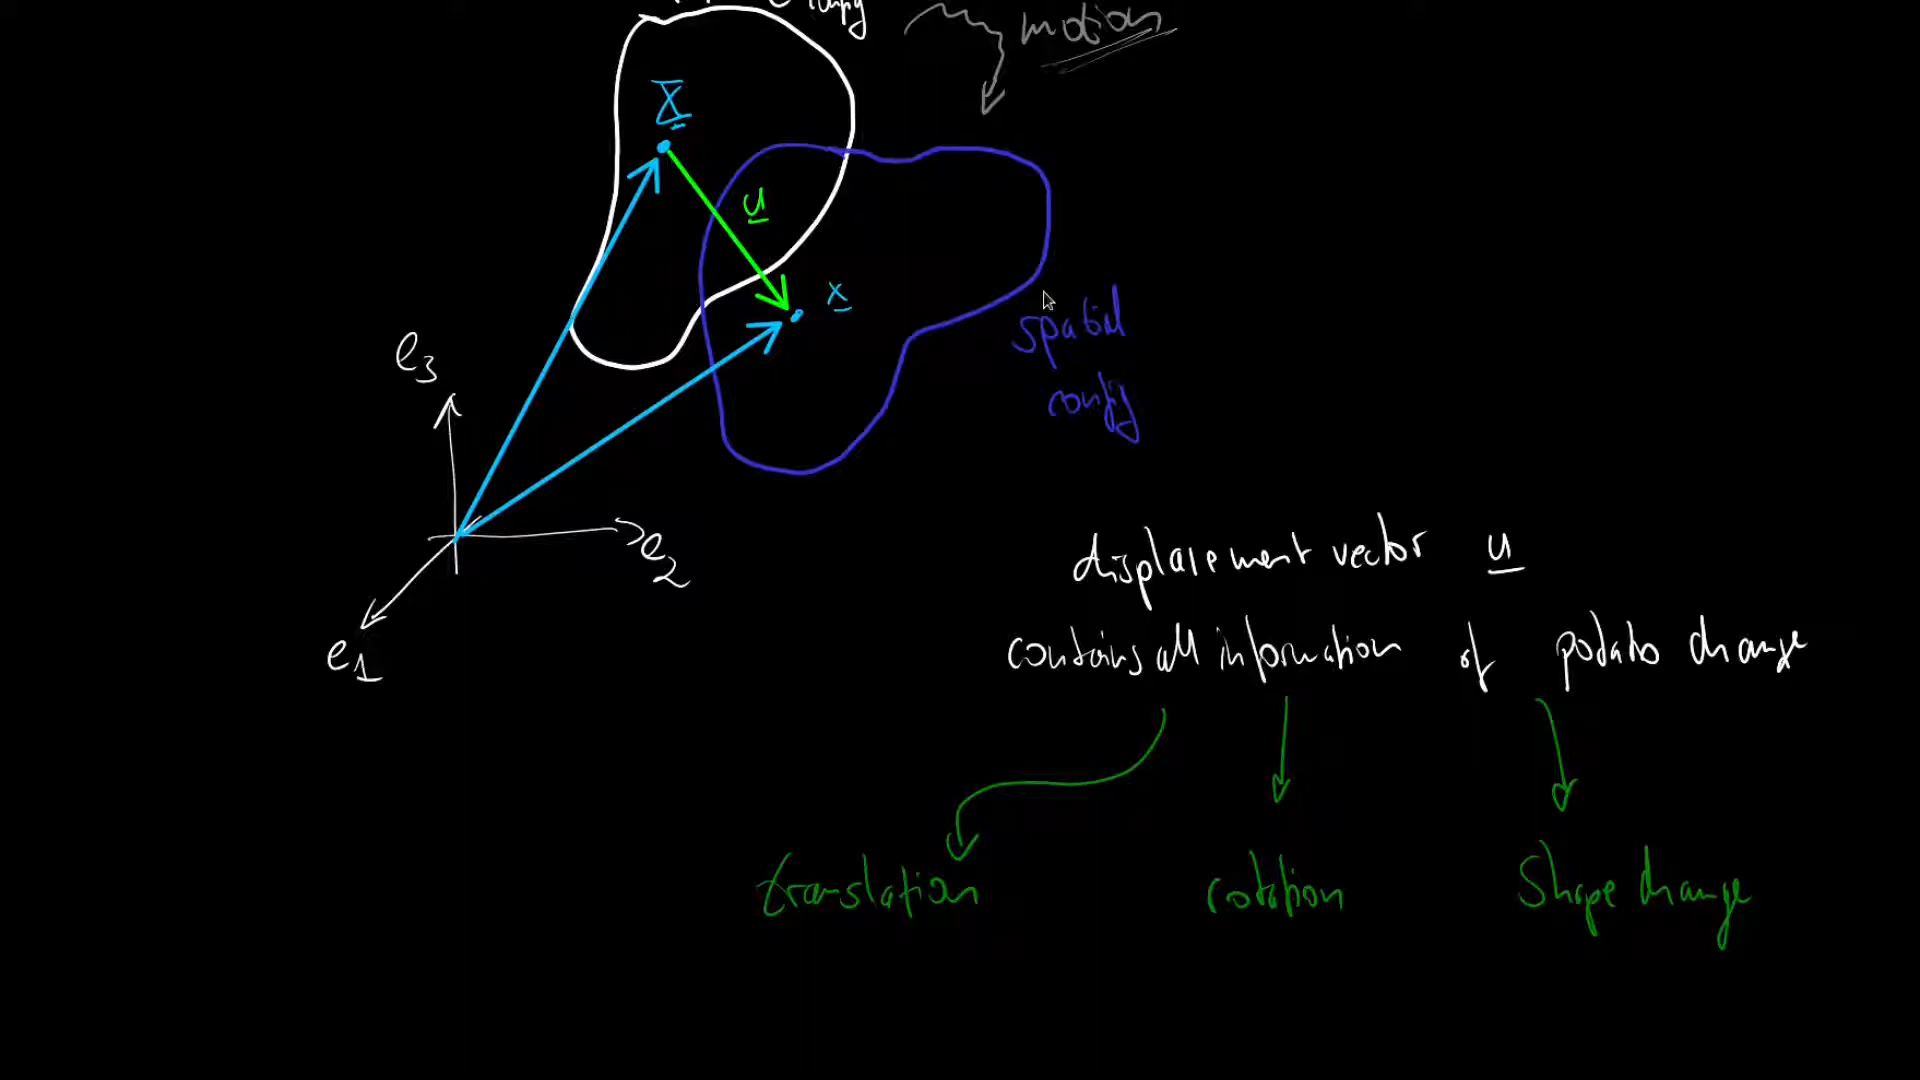 motion
X
u
x
spatial
config
e3
e2
e1
displacement vector u
contains all information of potato change
translation rotation Shape change